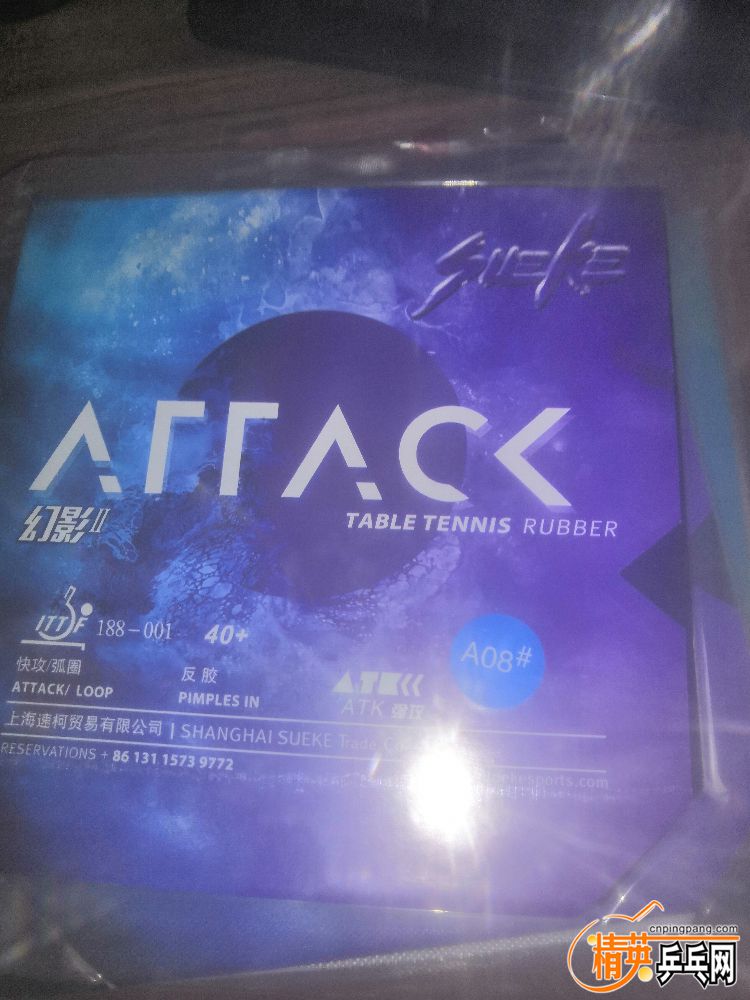 SUEKE
ATTACK
幻影II
TABLE TENNIS RUBBER
ITTF 188-001 40+
A08#
快攻/弧圈 反胶
ATTACK/ LOOP PIMPLES IN
ATK
ATK 强攻
上海速柯贸易有限公司 | SHANGHAI SUEKE Trade
RESERVATIONS + 86 131 1573 9772
cnpingpang.com
精英乒乓网